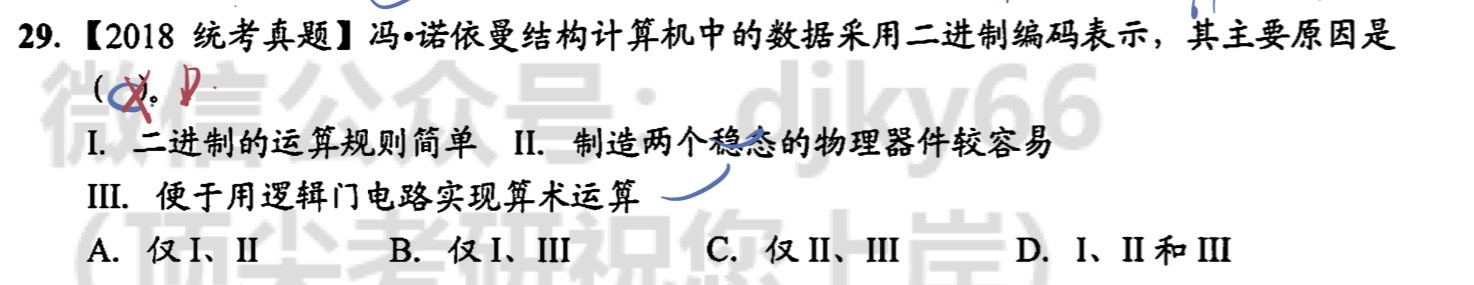 29. 【2018 统考真题】冯•诺依曼结构计算机中的数据采用二进制编码表示，其主要原因是
( C )。 D
I. 二进制的运算规则简单 II. 制造两个稳态的物理器件较容易
III. 便于用逻辑门电路实现算术运算
A. 仅 I、II B. 仅 I、III C. 仅 II、III D. I、II 和 III
微信公众号：djky66
(顶尖考研祝您上岸)